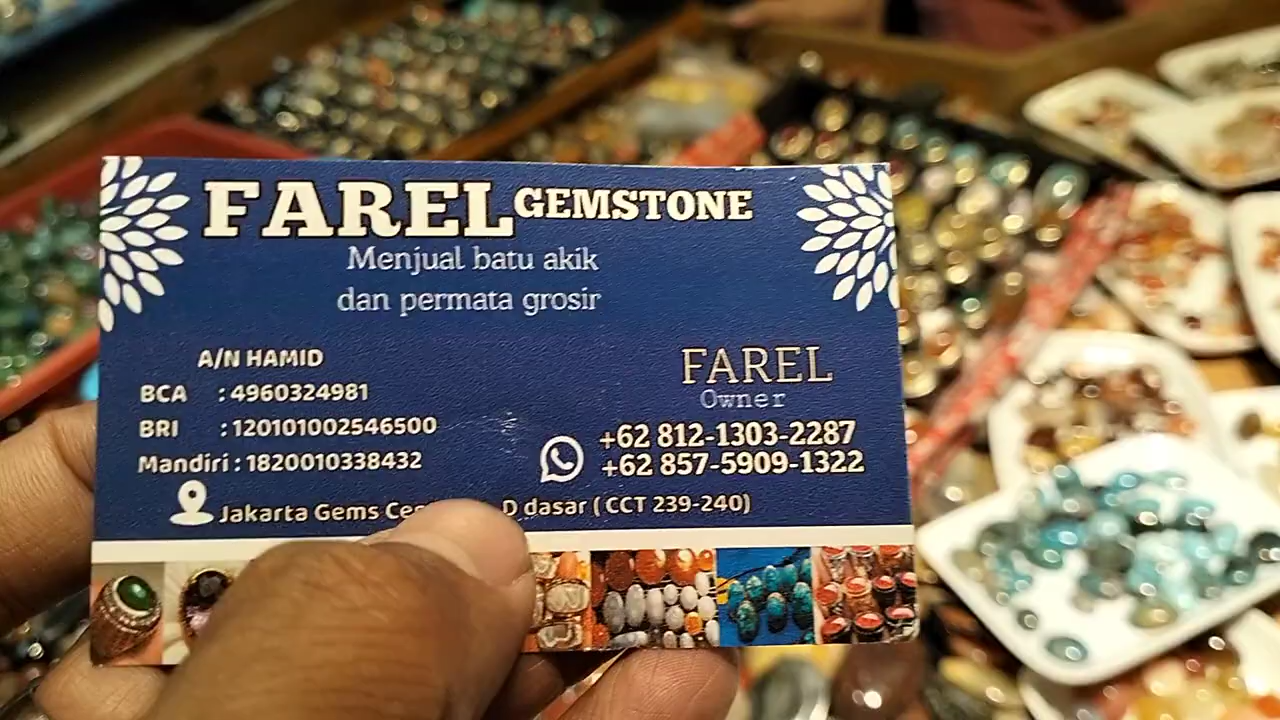 FAREL GEMSTONE
Menjual batu akik
dan permata grosir
A/N HAMID
BCA : 4960324981
BRI : 120101002546500
Mandiri : 1820010338432
FAREL
Owner
+62 812-1303-2287
+62 857-5909-1322
Jakarta Gems D dasar (CCT 239-240)